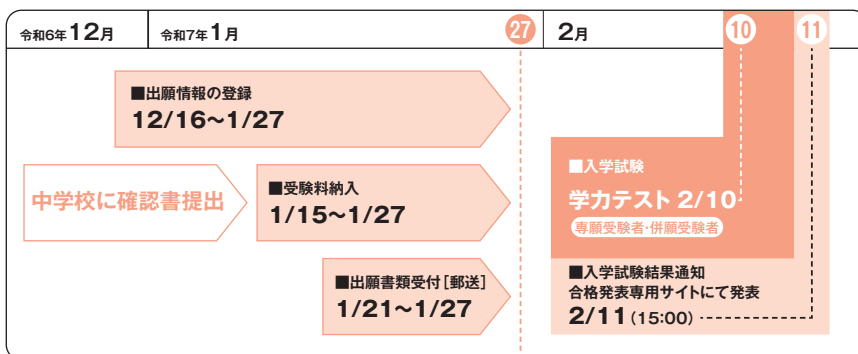 令和6年12月
令和7年1月
27
2月
10
11
■出願情報の登録
12/16〜1/27
中学校に確認書提出
■受験料納入
1/15〜1/27
■出願書類受付[郵送]
1/21〜1/27
■入学試験
学力テスト 2/10
専願受験者・併願受験者
■入学試験結果通知
合格発表専用サイトにて発表
2/11(15:00)